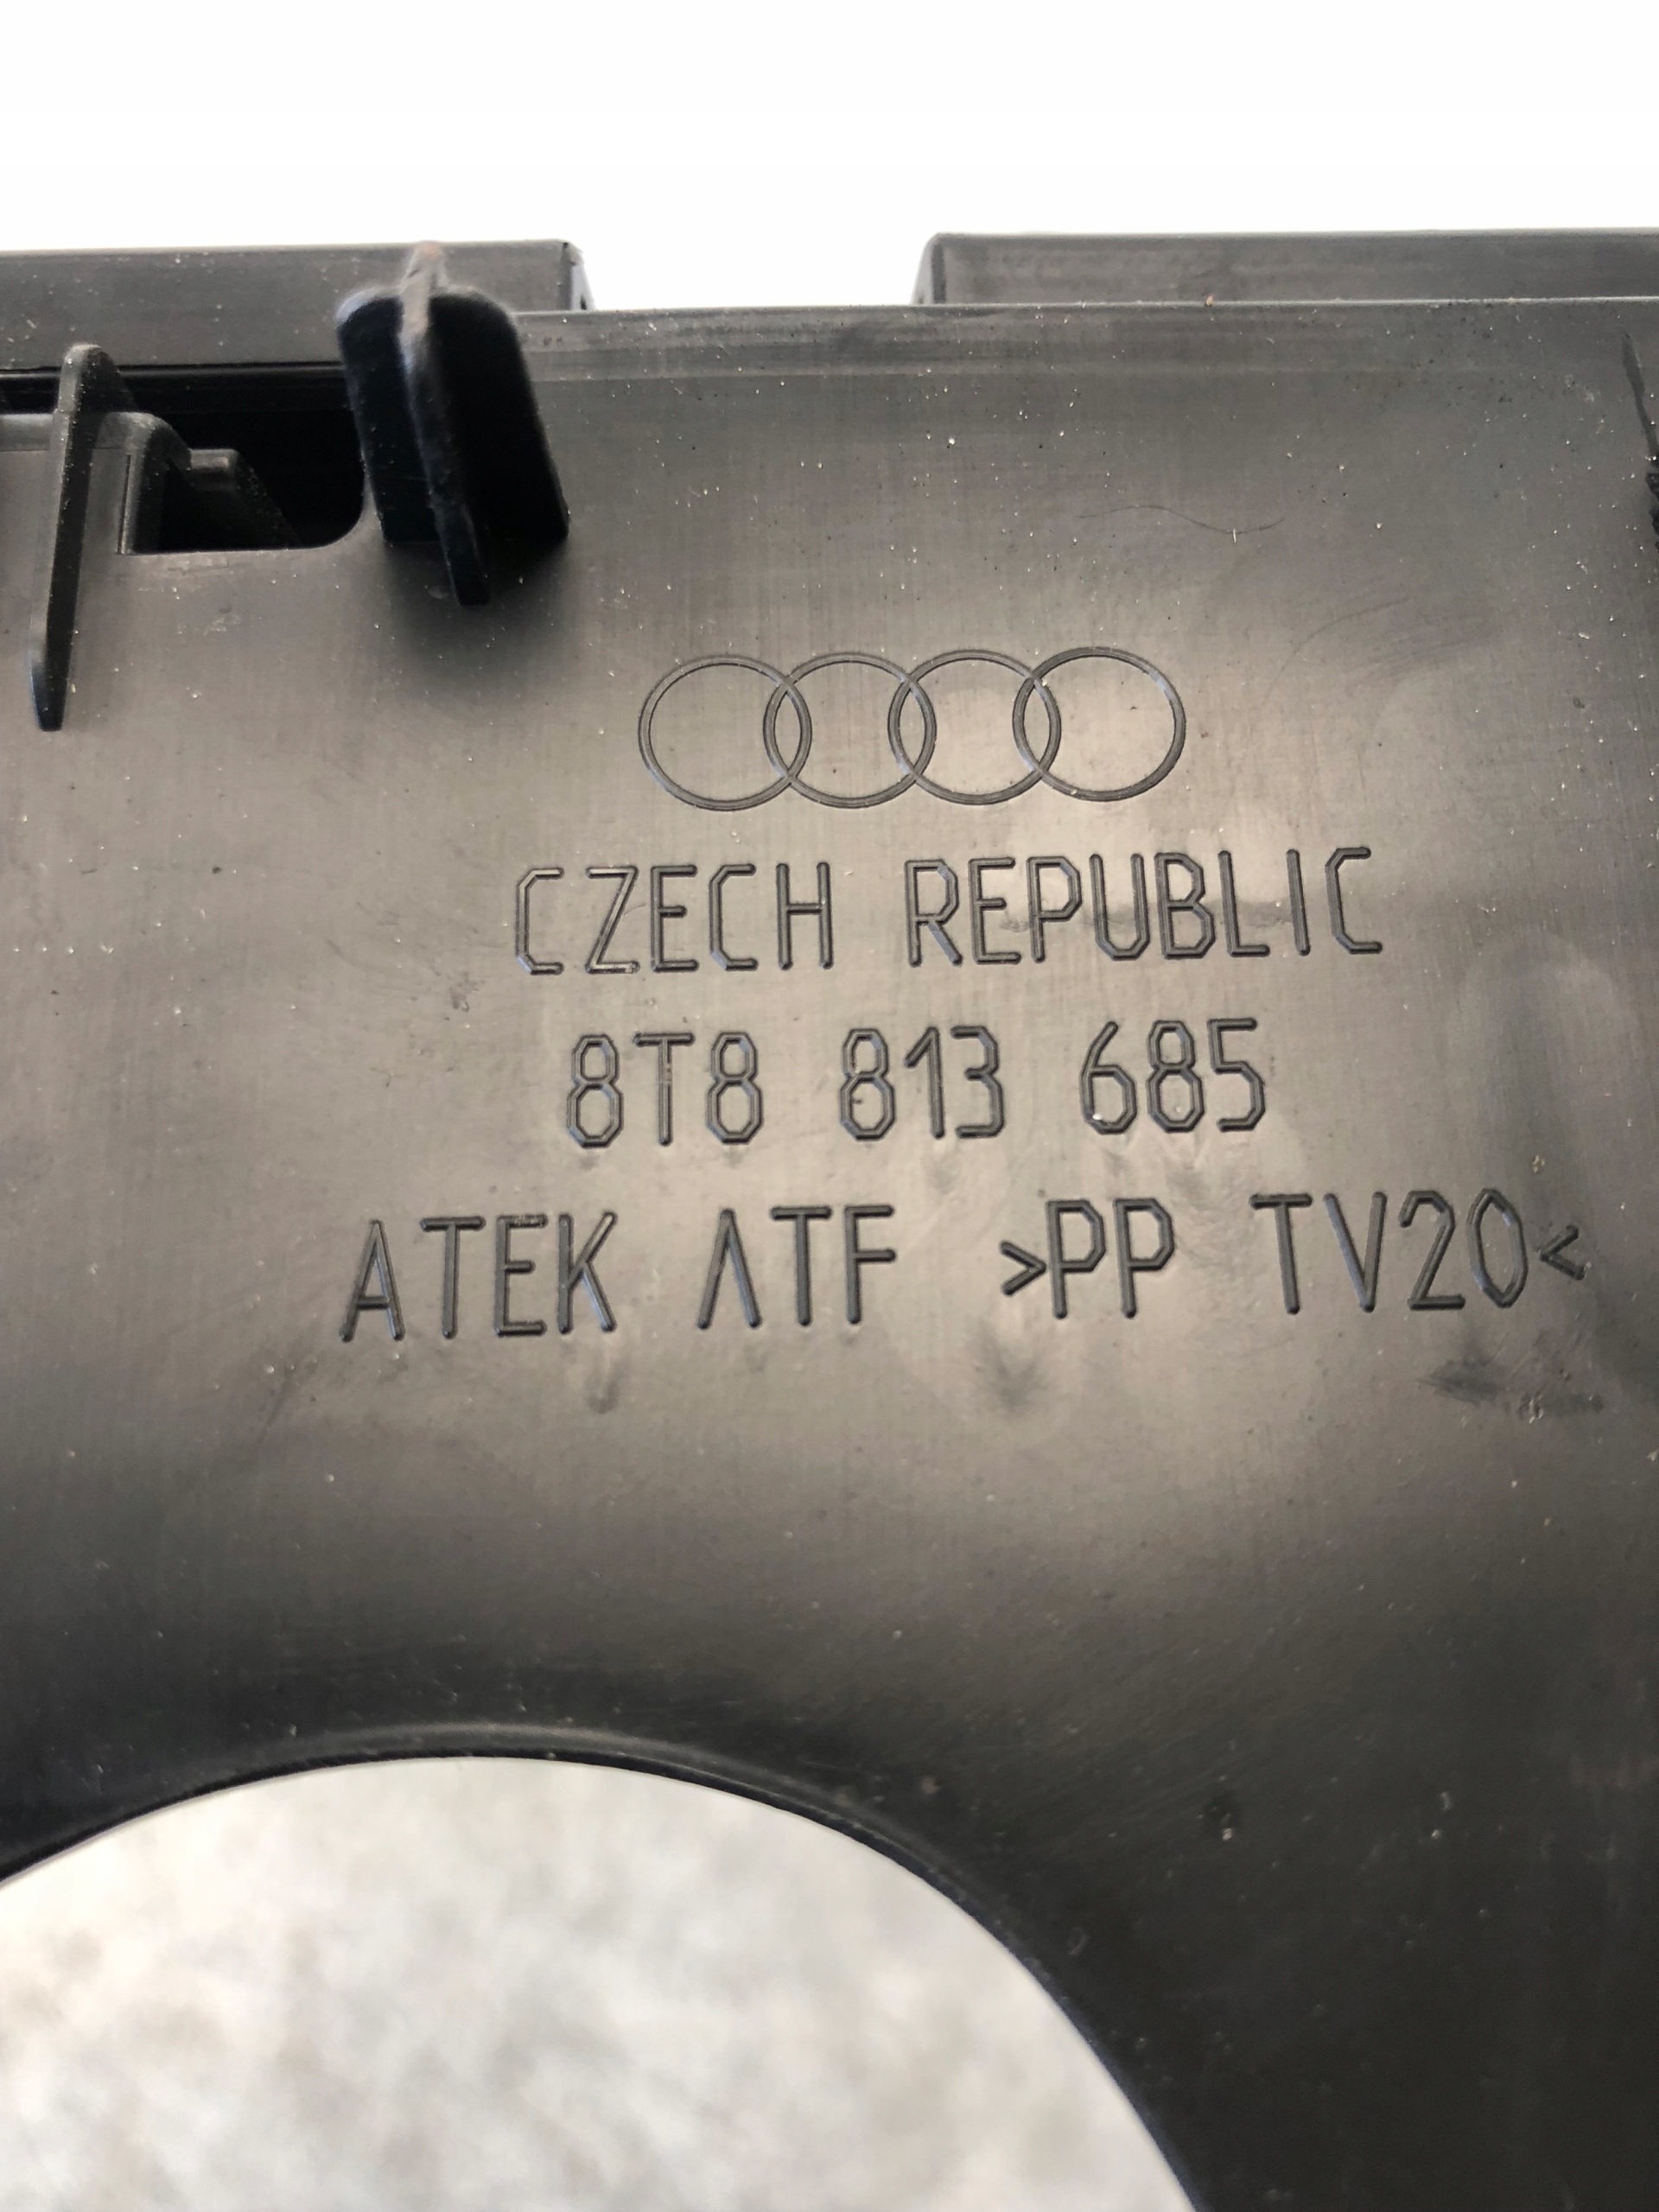 CZECH REPUBLIC
8T8 813 685
ATEK ΛTF >PP TV20<